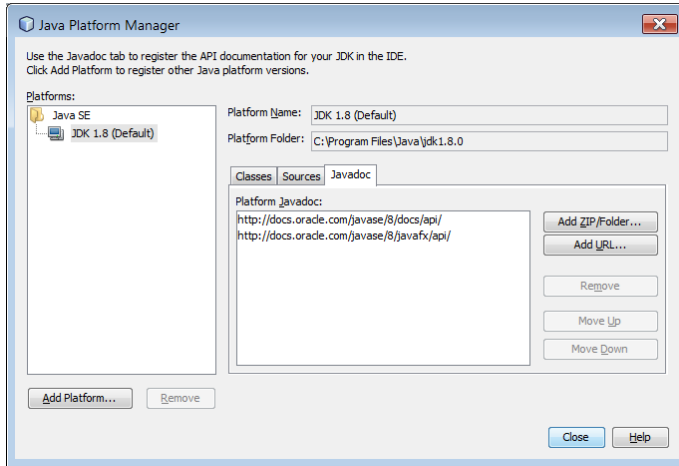 Java Platform Manager
Use the Javadoc tab to register the API documentation for your JDK in the IDE.
Click Add Platform to register other Java platform versions.
Platforms:
Java SE
JDK 1.8 (Default)
Platform Name: JDK 1.8 (Default)
Platform Folder: C:\Program Files\Java\jdk1.8.0
Classes Sources Javadoc
Platform Javadoc:
http://docs.oracle.com/javase/8/docs/api/
http://docs.oracle.com/javase/8/javafx/api/
Add ZIP/Folder...
Add URL...
Remove
Move Up
Move Down
Add Platform... Remove
Close Help